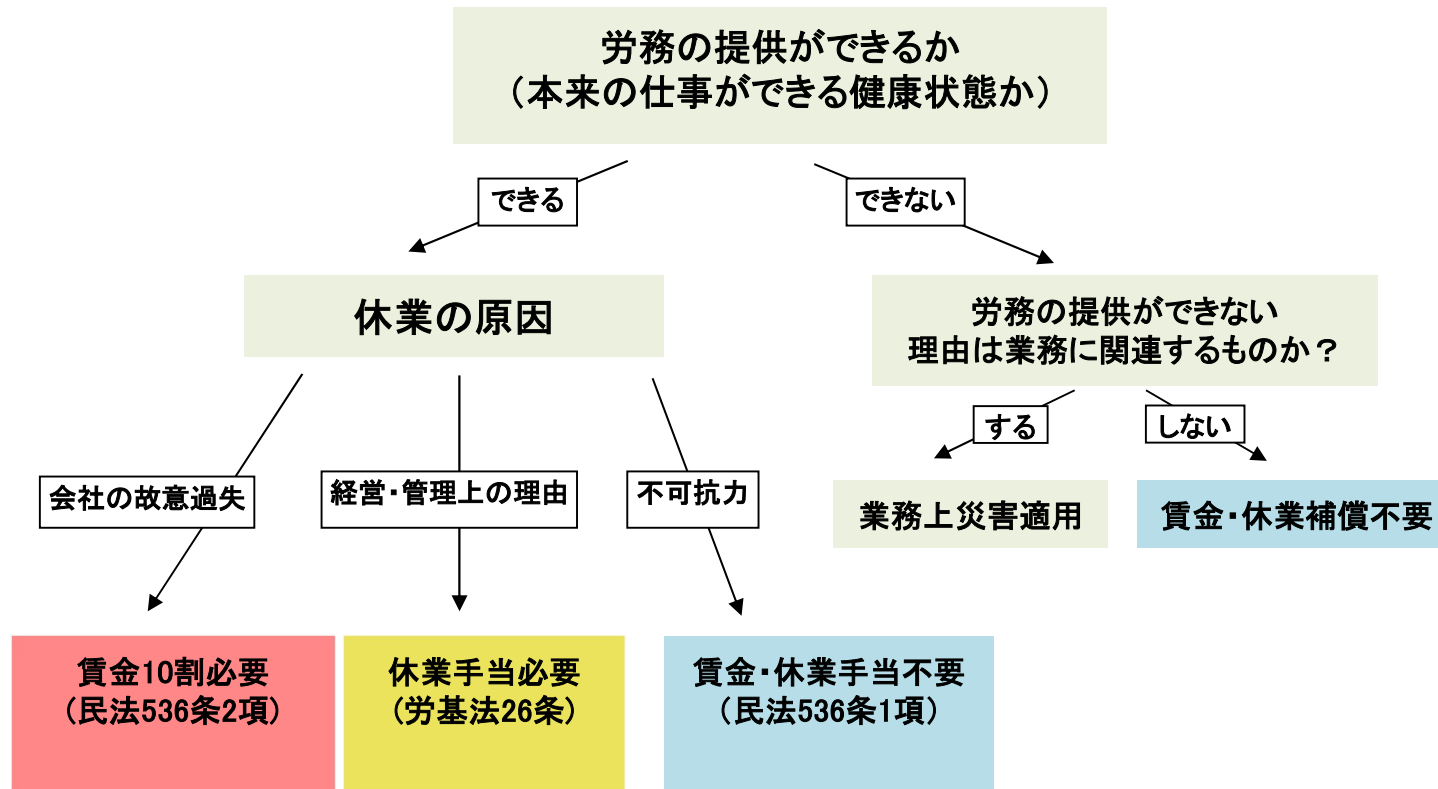 労務の提供ができるか
（本来の仕事ができる健康状態か）
できる
できない
休業の原因
労務の提供ができない
理由は業務に関連するものか？
する
しない
会社の故意過失
経営・管理上の理由
不可抗力
業務上災害適用
賃金・休業補償不要
賃金10割必要
（民法536条2項）
休業手当必要
（労基法26条）
賃金・休業手当不要
（民法536条1項）